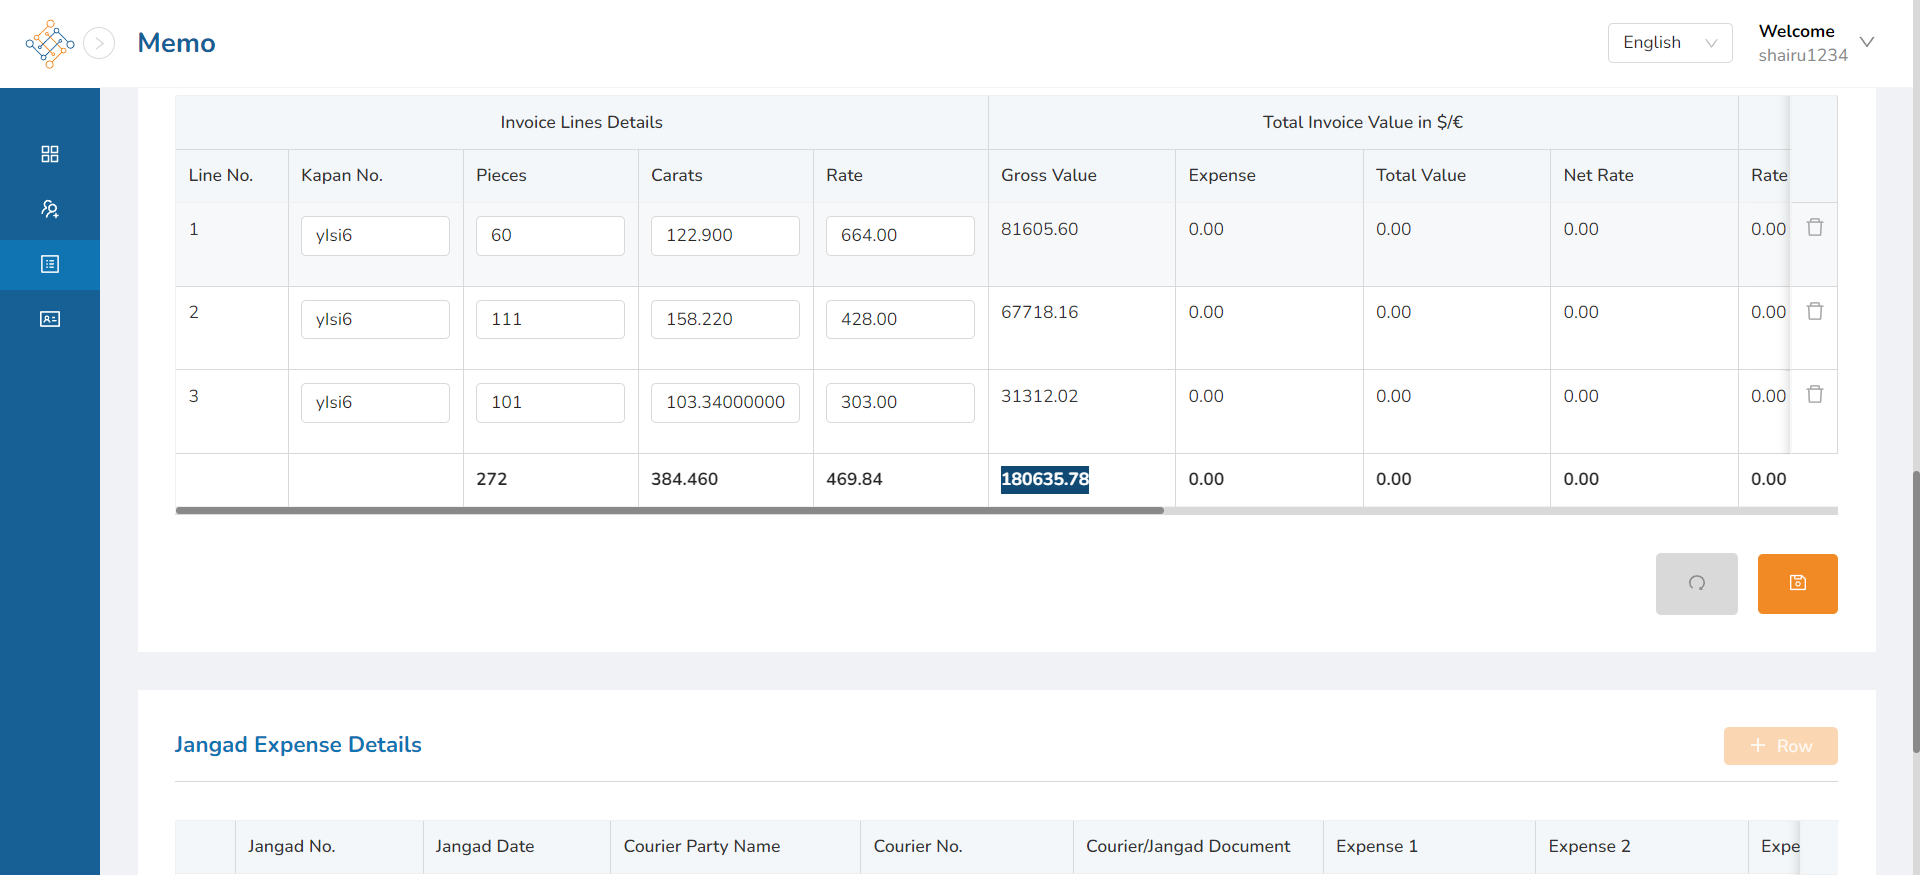 Memo
English
Welcome
shairu1234
Invoice Lines Details Total Invoice Value in $/€
Line No. Kapan No. Pieces Carats Rate Gross Value Expense Total Value Net Rate Rate
1 ylsi6 60 122.900 664.00 81605.60 0.00 0.00 0.00 0.00
2 ylsi6 111 158.220 428.00 67718.16 0.00 0.00 0.00 0.00
3 ylsi6 101 103.34000000 303.00 31312.02 0.00 0.00 0.00 0.00
272 384.460 469.84 180635.78 0.00 0.00 0.00 0.00
Jangad Expense Details
+ Row
Jangad No. Jangad Date Courier Party Name Courier No. Courier/Jangad Document Expense 1 Expense 2 Expe